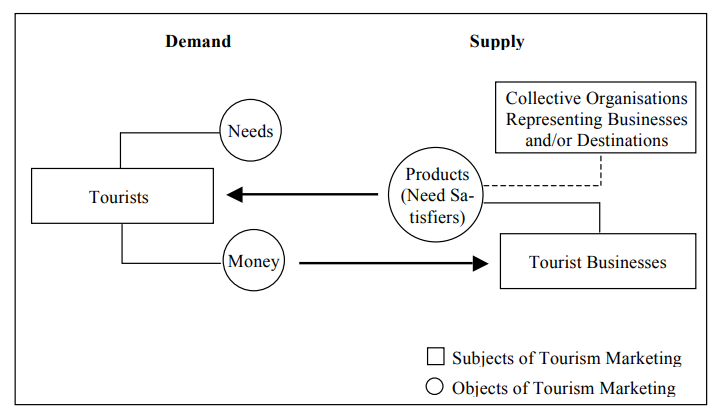 Demand
Supply
Collective Organisations
Representing Businesses
and/or Destinations
Needs
Products
(Need Sa-
tisfiers)
Tourists
Money
Tourist Businesses
Subjects of Tourism Marketing
Objects of Tourism Marketing